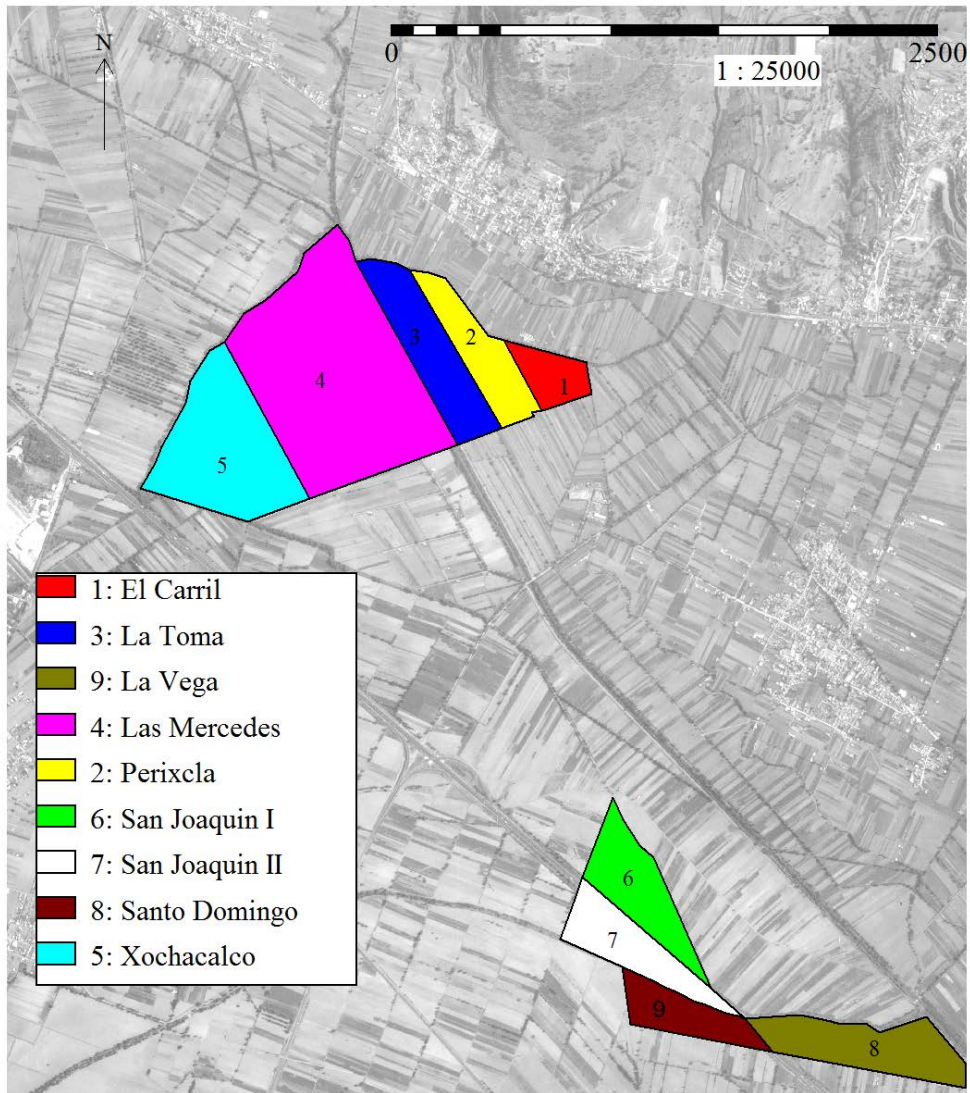 N
0
2500
1 : 25000
3
2
1
4
5
1: El Carril
3: La Toma
9: La Vega
4: Las Mercedes
2: Perixcla
6: San Joaquin I
7: San Joaquin II
8: Santo Domingo
5: Xochacalco
6
7
9
8